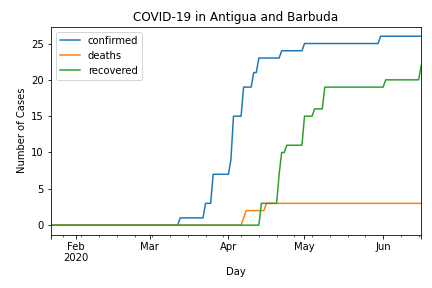 COVID-19 in Antigua and Barbuda
confirmed
deaths
recovered
Number of Cases
25
20
15
10
5
0
Feb Mar Apr May Jun
2020
Day